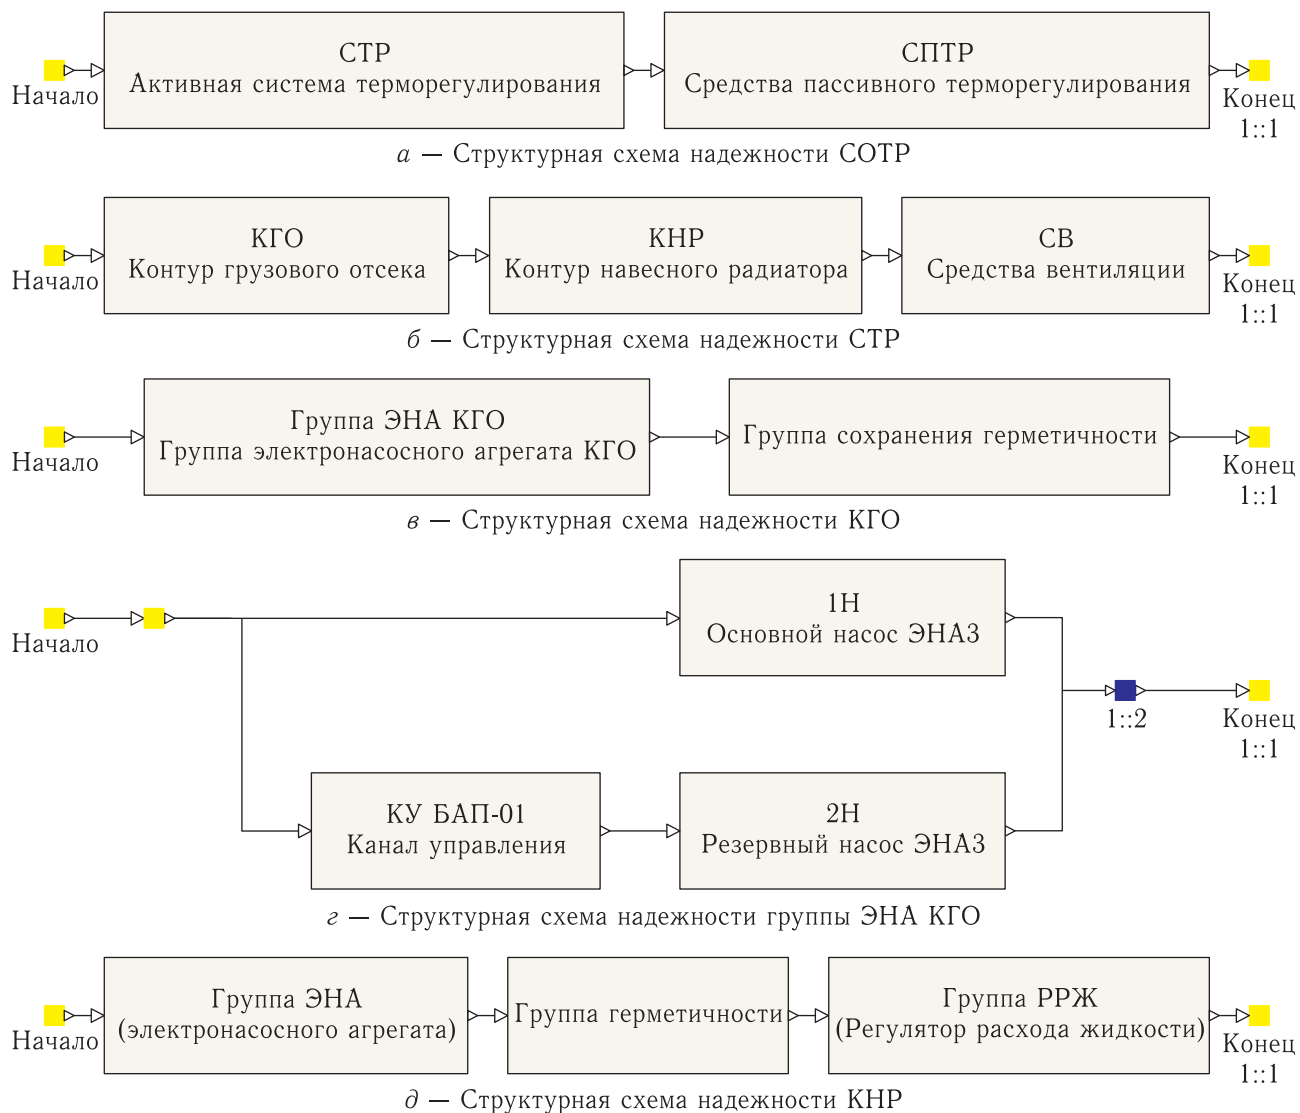 СТР
Активная система терморегулирования
СПТР
Средства пассивного терморегулирования
Начало
Конец
1::1
а — Структурная схема надежности СОТР
КГО
Контур грузового отсека
КНР
Контур навесного радиатора
СВ
Средства вентиляции
Начало
Конец
1::1
б — Структурная схема надежности СТР
Группа ЭНА КГО
Группа электронасосного агрегата КГО
Группа сохранения герметичности
Начало
Конец
1::1
в — Структурная схема надежности КГО
1Н
Основной насос ЭНА3
Начало
1::2
Конец
1::1
КУ БАП-01
Канал управления
2Н
Резервный насос ЭНА3
г — Структурная схема надежности группы ЭНА КГО
Группа ЭНА
(электронасосного агрегата)
Группа герметичности
Группа РРЖ
(Регулятор расхода жидкости)
Начало
Конец
1::1
д — Структурная схема надежности КНР